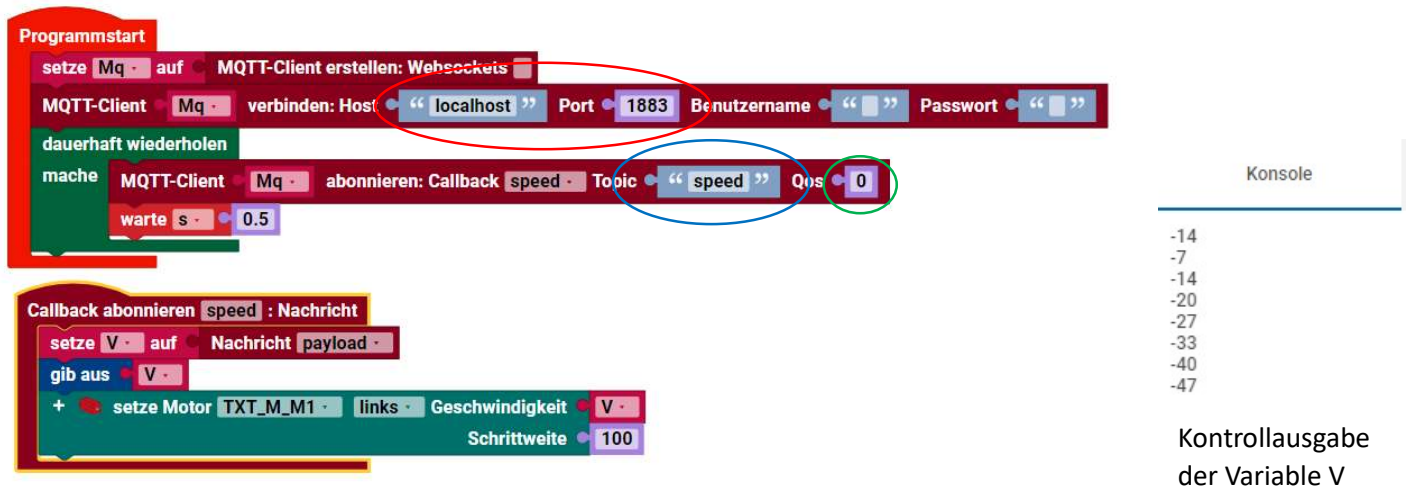 Programmstart
setze Mq auf MQTT-Client erstellen: Websockets
MQTT-Client Mq verbinden: Host “ localhost ” Port 1883 Benutzername “ ” Passwort “ ”
dauerhaft wiederholen
mache MQTT-Client Mq abonnieren: Callback speed Topic “ speed ” Qos 0
warte s 0.5
Callback abonnieren speed : Nachricht
setze V auf Nachricht payload
gib aus V
+ setze Motor TXT_M_M1 links Geschwindigkeit V
Schrittweite 100
Konsole
-14
-7
-14
-20
-27
-33
-40
-47
Kontrollausgabe
der Variable V